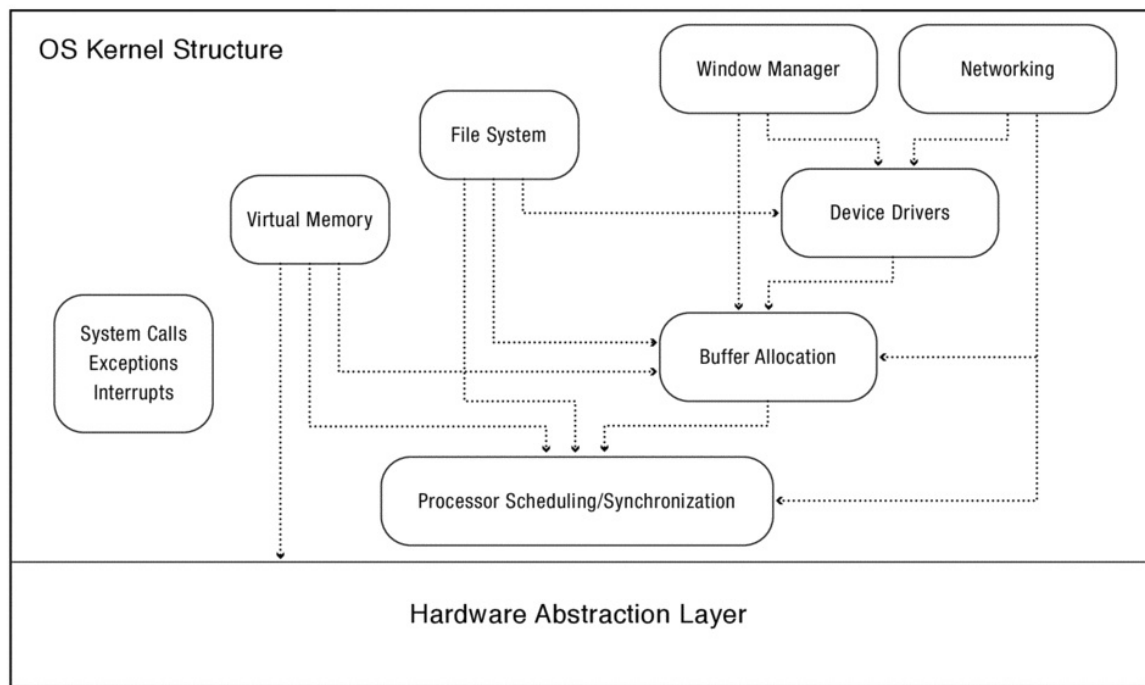 OS Kernel Structure
Window Manager
Networking
File System
Virtual Memory
Device Drivers
System Calls
Exceptions
Interrupts
Buffer Allocation
Processor Scheduling/Synchronization
Hardware Abstraction Layer